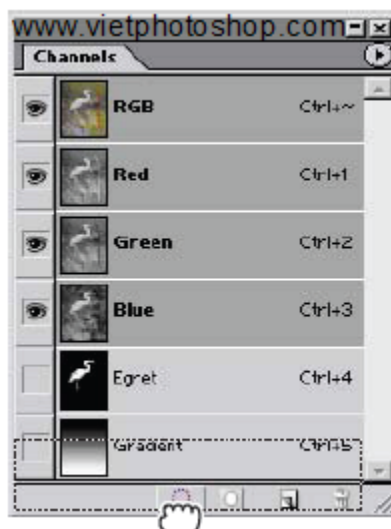 www.vietphotoshop.com
Channels
RGB Ctrl+~
Red Ctrl+1
Green Ctrl+2
Blue Ctrl+3
Egret Ctrl+4
Gradient Ctrl+5